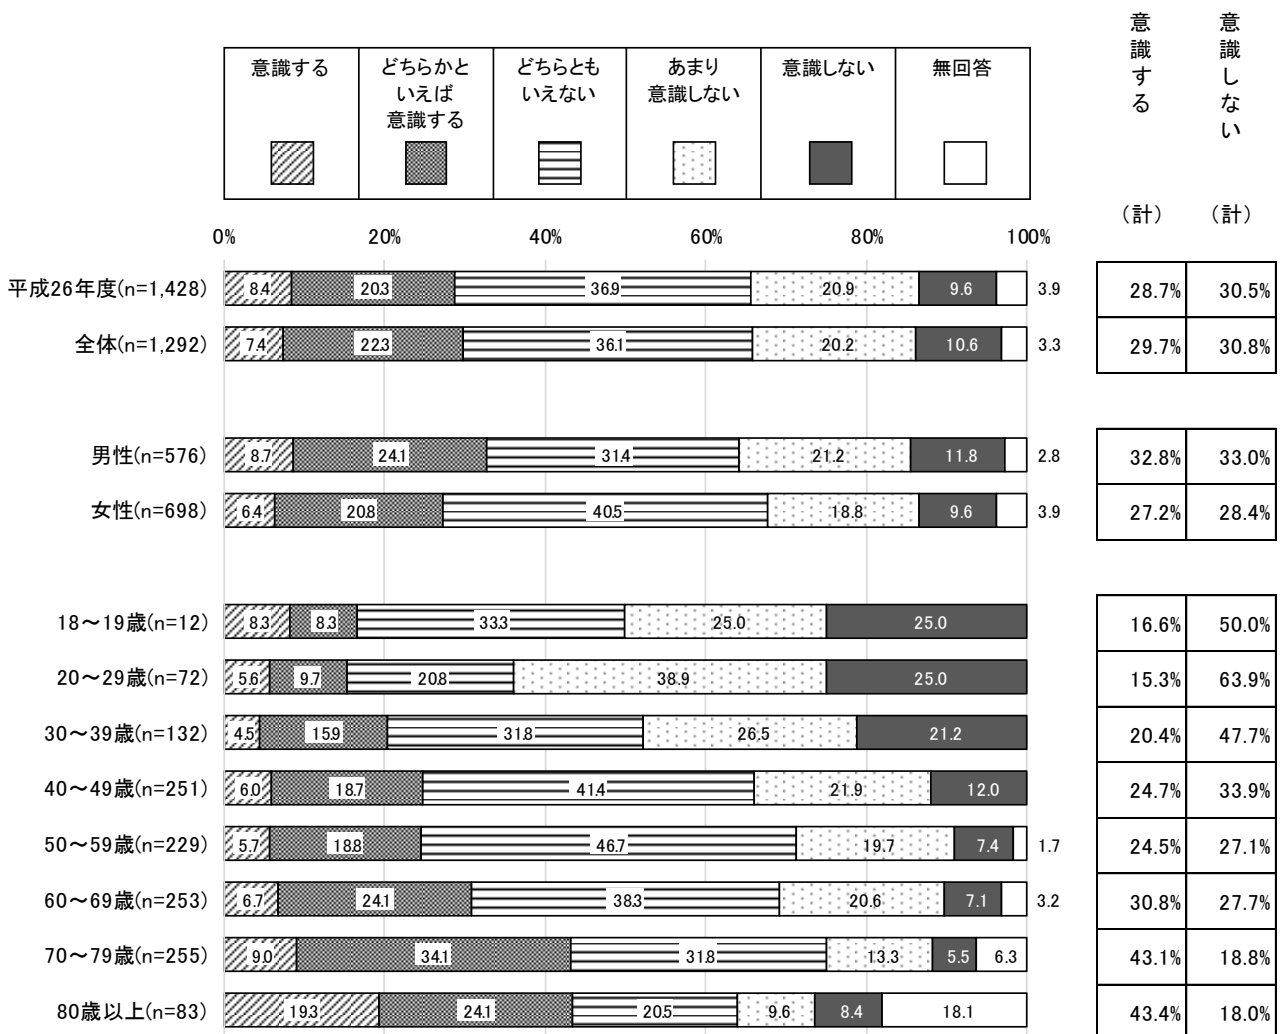 意識する
意識しない
（計）
（計）
意識する
どちらかと
いえば
意識する
どちらとも
いえない
あまり
意識しない
意識しない
無回答
0% 20% 40% 60% 80% 100%
平成26年度(n=1,428) 8.4 20.3 36.9 20.9 9.6 3.9 28.7% 30.5%
全体(n=1,292) 7.4 22.3 36.1 20.2 10.6 3.3 29.7% 30.8%
男性(n=576) 8.7 24.1 31.4 21.2 11.8 2.8 32.8% 33.0%
女性(n=698) 6.4 20.8 40.5 18.8 9.6 3.9 27.2% 28.4%
18～19歳(n=12) 8.3 8.3 33.3 25.0 25.0 16.6% 50.0%
20～29歳(n=72) 5.6 9.7 20.8 38.9 25.0 15.3% 63.9%
30～39歳(n=132) 4.5 15.9 31.8 26.5 21.2 20.4% 47.7%
40～49歳(n=251) 6.0 18.7 41.4 21.9 12.0 24.7% 33.9%
50～59歳(n=229) 5.7 18.8 46.7 19.7 7.4 1.7 24.5% 27.1%
60～69歳(n=253) 6.7 24.1 38.3 20.6 7.1 3.2 30.8% 27.7%
70～79歳(n=255) 9.0 34.1 31.8 13.3 5.5 6.3 43.1% 18.8%
80歳以上(n=83) 19.3 24.1 20.5 9.6 8.4 18.1 43.4% 18.0%